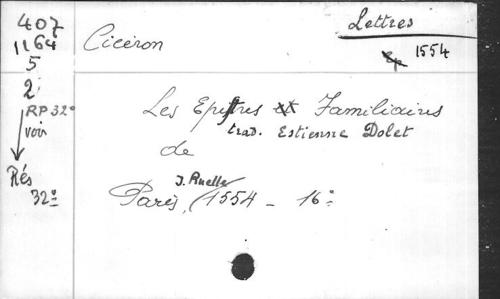 407
1164
5
2
RP 32°
voir
Rés
32°
Cicéron
Lettres
1554
Les Epistres Familiaires
trad. Estienne Dolet
de
J. Ruelle
Paris, 1554 - 16°